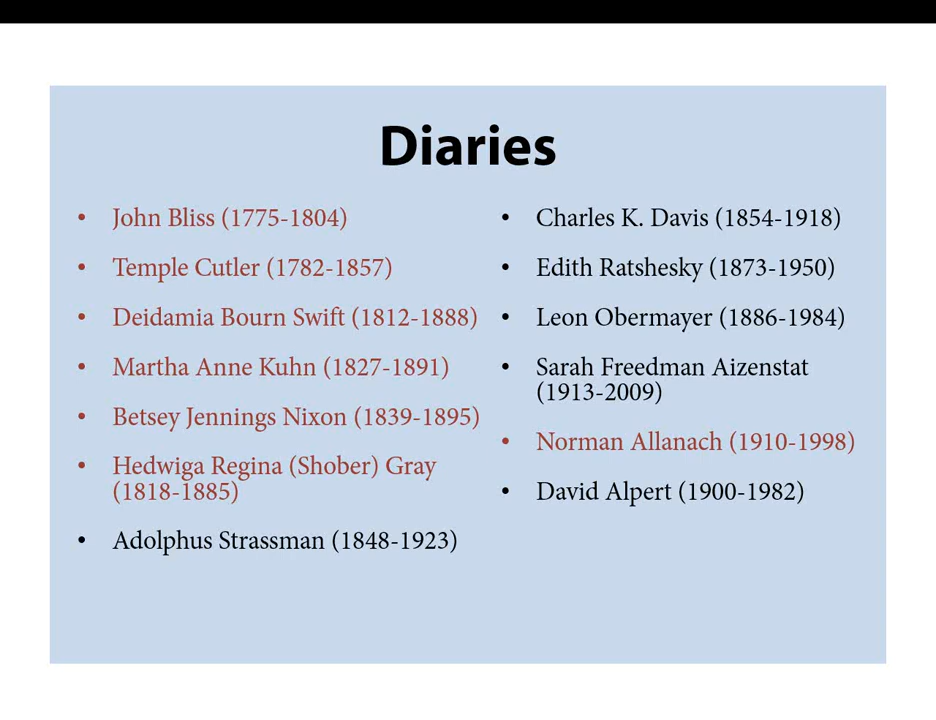 Diaries
• John Bliss (1775-1804)
• Temple Cutler (1782-1857)
• Deidamia Bourn Swift (1812-1888)
• Martha Anne Kuhn (1827-1891)
• Betsey Jennings Nixon (1839-1895)
• Hedwiga Regina (Shober) Gray
(1818-1885)
• Adolphus Strassman (1848-1923)
• Charles K. Davis (1854-1918)
• Edith Ratshesky (1873-1950)
• Leon Obermayer (1886-1984)
• Sarah Freedman Aizenstat
(1913-2009)
• Norman Allanach (1910-1998)
• David Alpert (1900-1982)